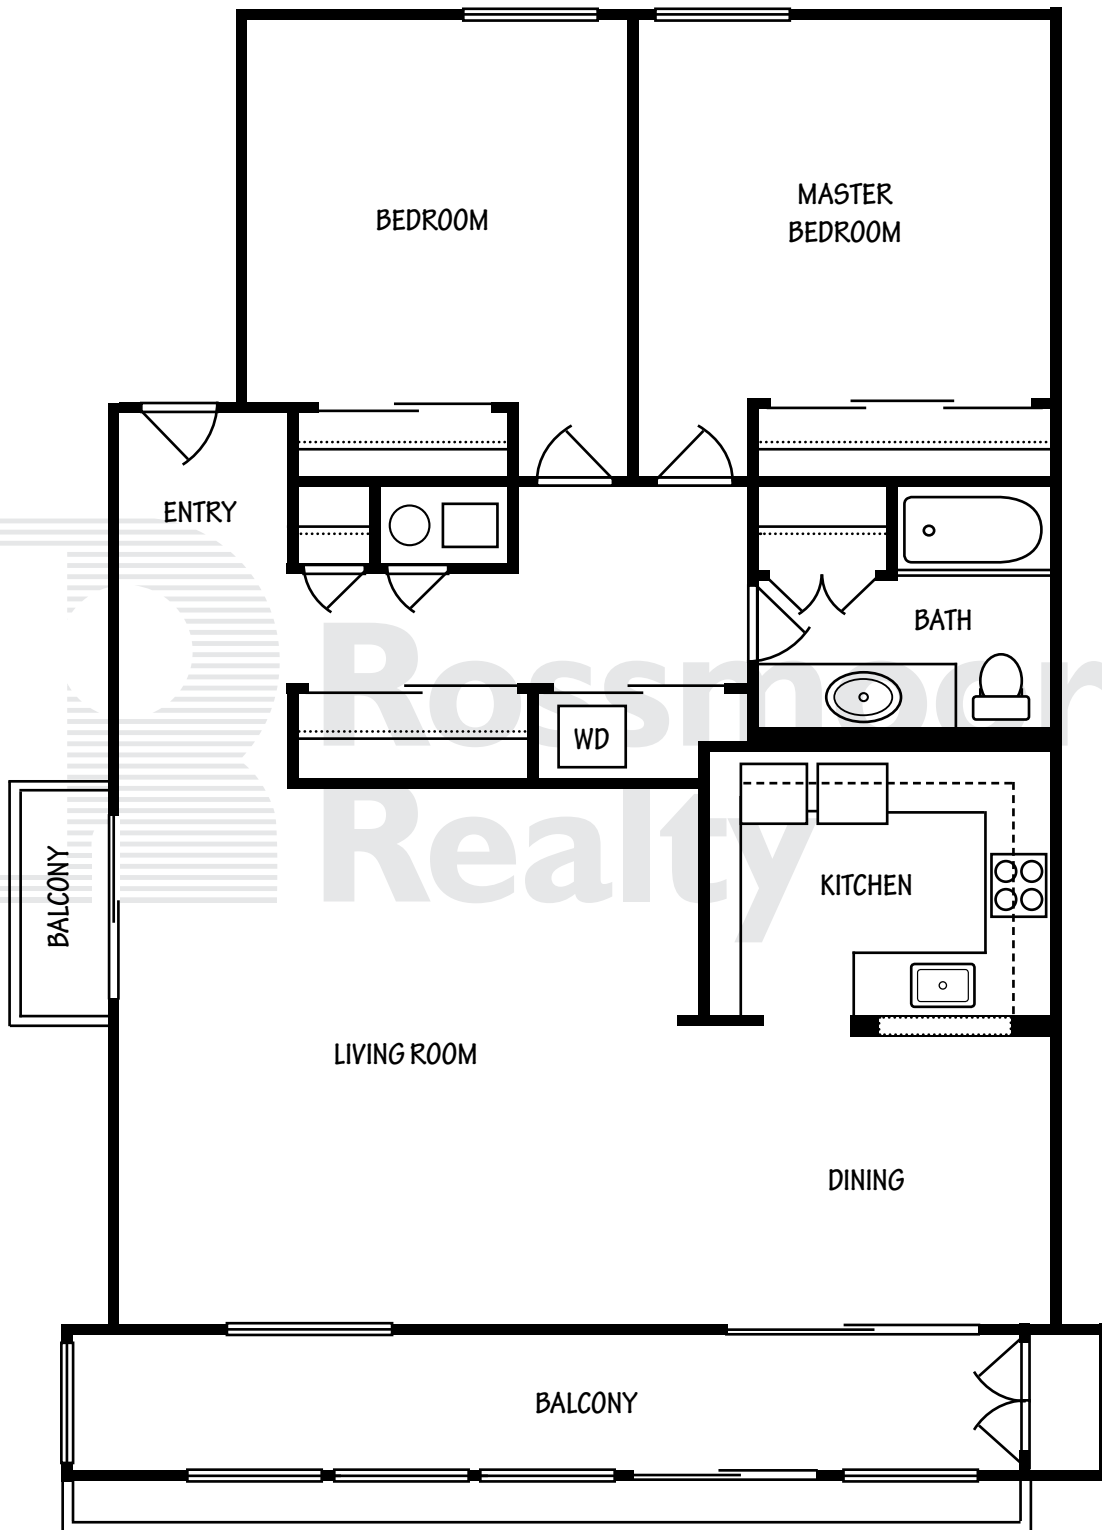 MASTER
BEDROOM
BEDROOM
ENTRY
BATH
Rossmoor
WD
Realty
KITCHEN
BALCONY
LIVING ROOM
DINING
BALCONY